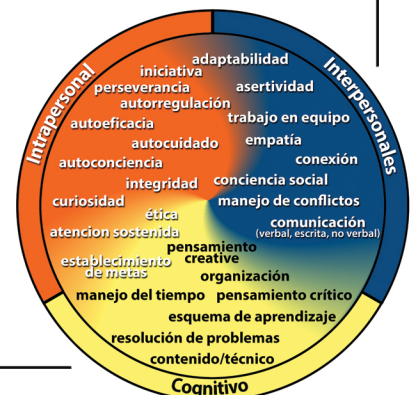 Intrapersonal
Interpersonales
adaptabilidad
iniciativa
perseverancia
asertividad
autorregulación
autoeficacia
trabajo en equipo
autocuidado
empatía
autoconciencia
conexión
integridad
conciencia social
curiosidad
manejo de conflictos
ética
atencion sostenida
comunicación
(verbal, escrita, no verbal)
pensamiento
creative
establecimiento
de metas
organización
manejo del tiempo
pensamiento crítico
esquema de aprendizaje
resolución de problemas
contenido/técnico
Cognitivo